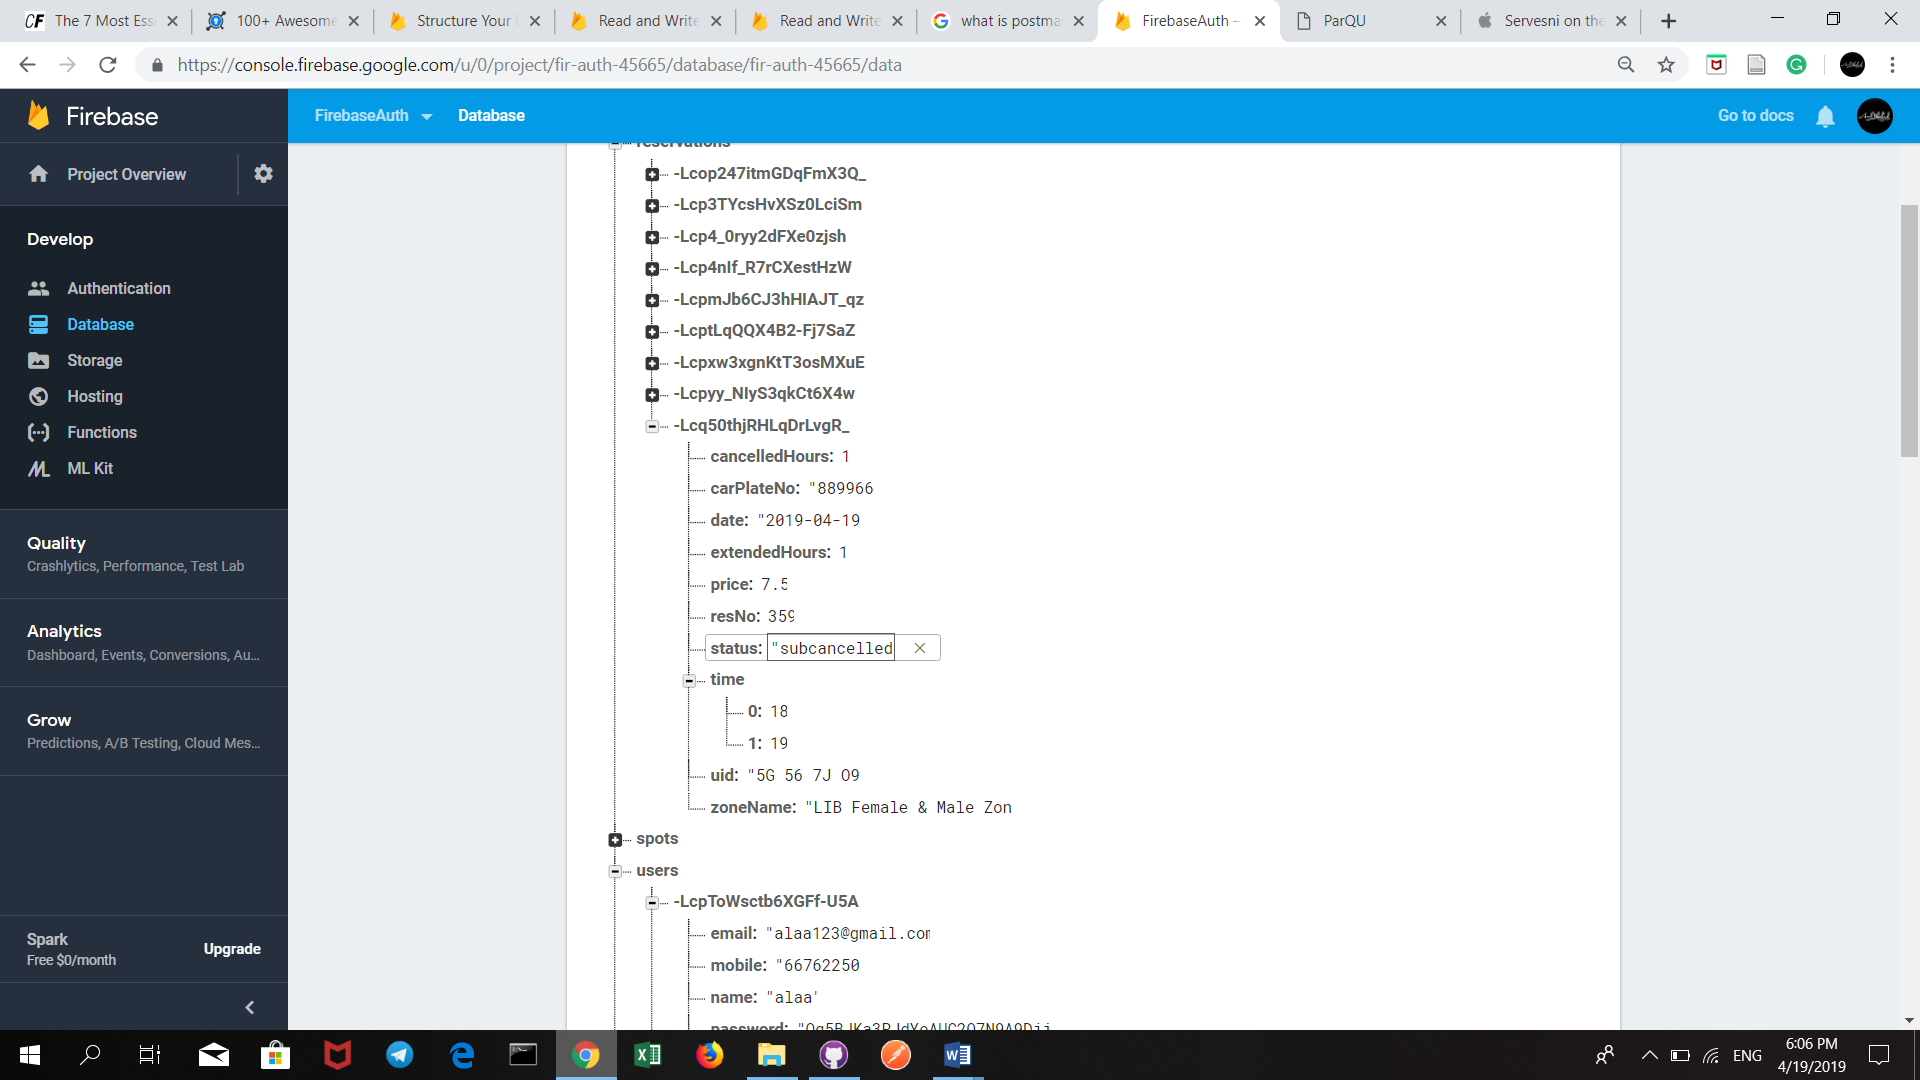 CF The 7 Most Ess
100+ Awesome
Structure Your
Read and Write
Read and Write
what is postma
FirebaseAuth –
ParQU
Servesni on the
https://console.firebase.google.com/u/0/project/fir-auth-45665/database/fir-auth-45665/data
Firebase
FirebaseAuth
Database
Go to docs
Project Overview
Develop
Authentication
Database
Storage
Hosting
Functions
ML Kit
Quality
Crashlytics, Performance, Test Lab
Analytics
Dashboard, Events, Conversions, Au...
Grow
Predictions, A/B Testing, Cloud Mes...
Spark
Free $0/month
Upgrade
reservations
-Lcop247itmGDqFmX3Q_
-Lcp3TYcsHvXSz0LciSm
-Lcp4_0ryy2dFXe0zjsh
-Lcp4nIf_R7rCXestHzW
-LcpmJb6CJ3hHIAJT_qz
-LcptLqQQX4B2-Fj7SaZ
-Lcpxw3xgnKtT3osMXuE
-Lcpyy_NIyS3qkCt6X4w
-Lcq50thjRHLqDrLvgR_
cancelledHours: 1
carPlateNo: "889966
date: "2019-04-19
extendedHours: 1
price: 7.5
resNo: 359
status: "subcancelled
time
0: 18
1: 19
uid: "5G 56 7J O9
zoneName: "LIB Female & Male Zon
spots
users
-LcpToWsctb6XGFf-U5A
email: "alaa123@gmail.com
mobile: "66762250
name: "alaa'
password:
ENG
6:06 PM
4/19/2019